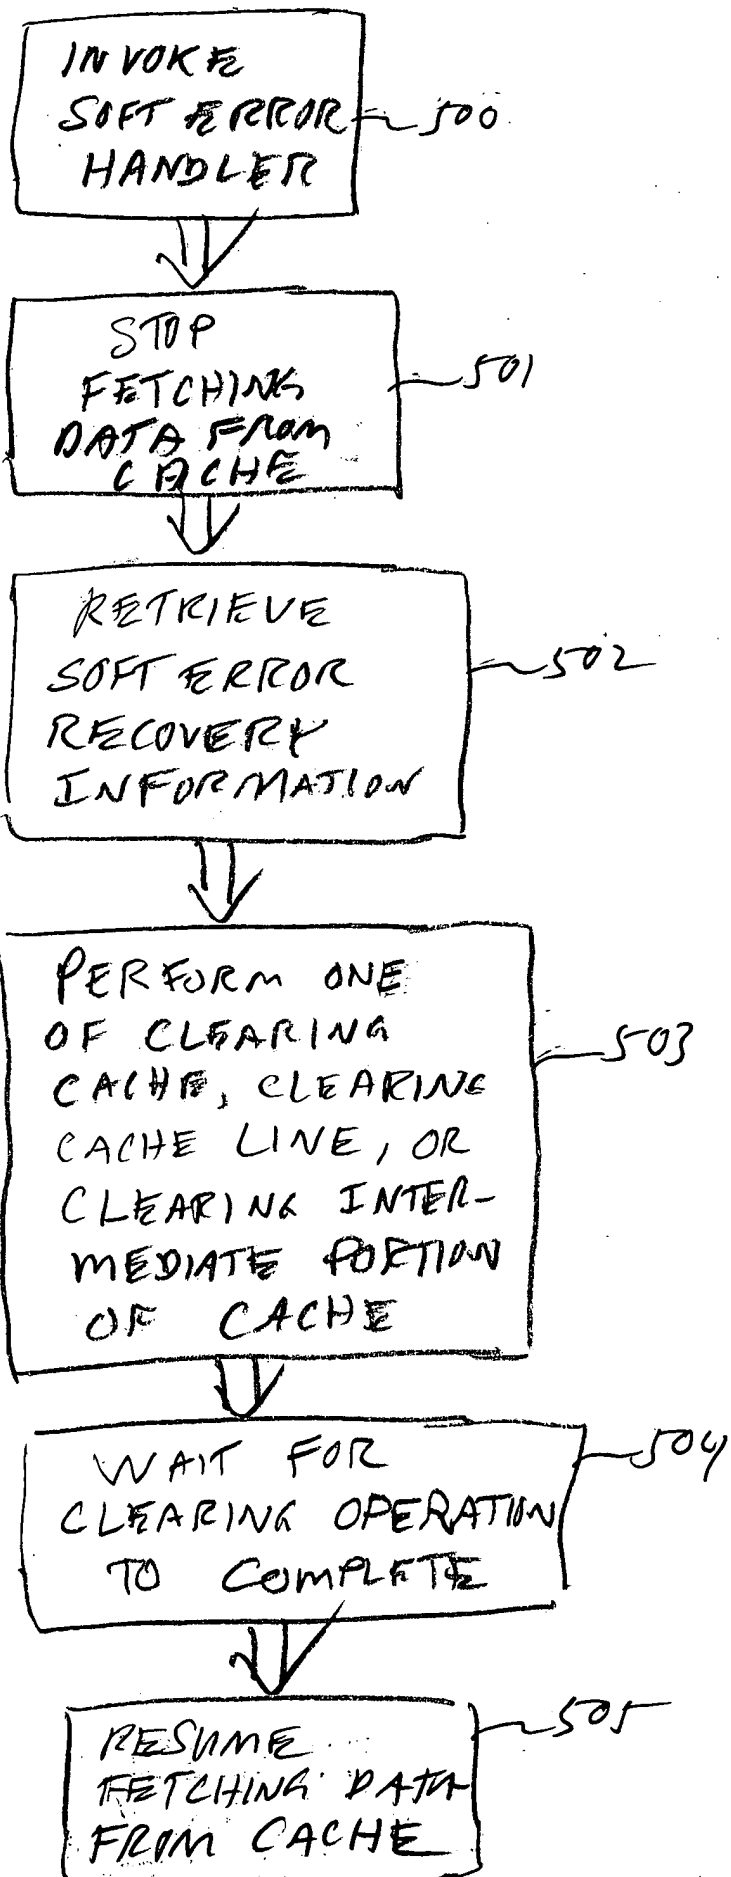 INVOKE
SOFT ERROR
HANDLER
500
STOP
FETCHING
DATA FROM
CACHE
501
RETRIEVE
SOFT ERROR
RECOVERY
INFORMATION
502
PERFORM ONE
OF CLEARING
CACHE, CLEARING
CACHE LINE, OR
CLEARING INTER-
MEDIATE PORTION
OF CACHE
503
WAIT FOR
CLEARING OPERATION
TO COMPLETE
504
RESUME
FETCHING DATA
FROM CACHE
505